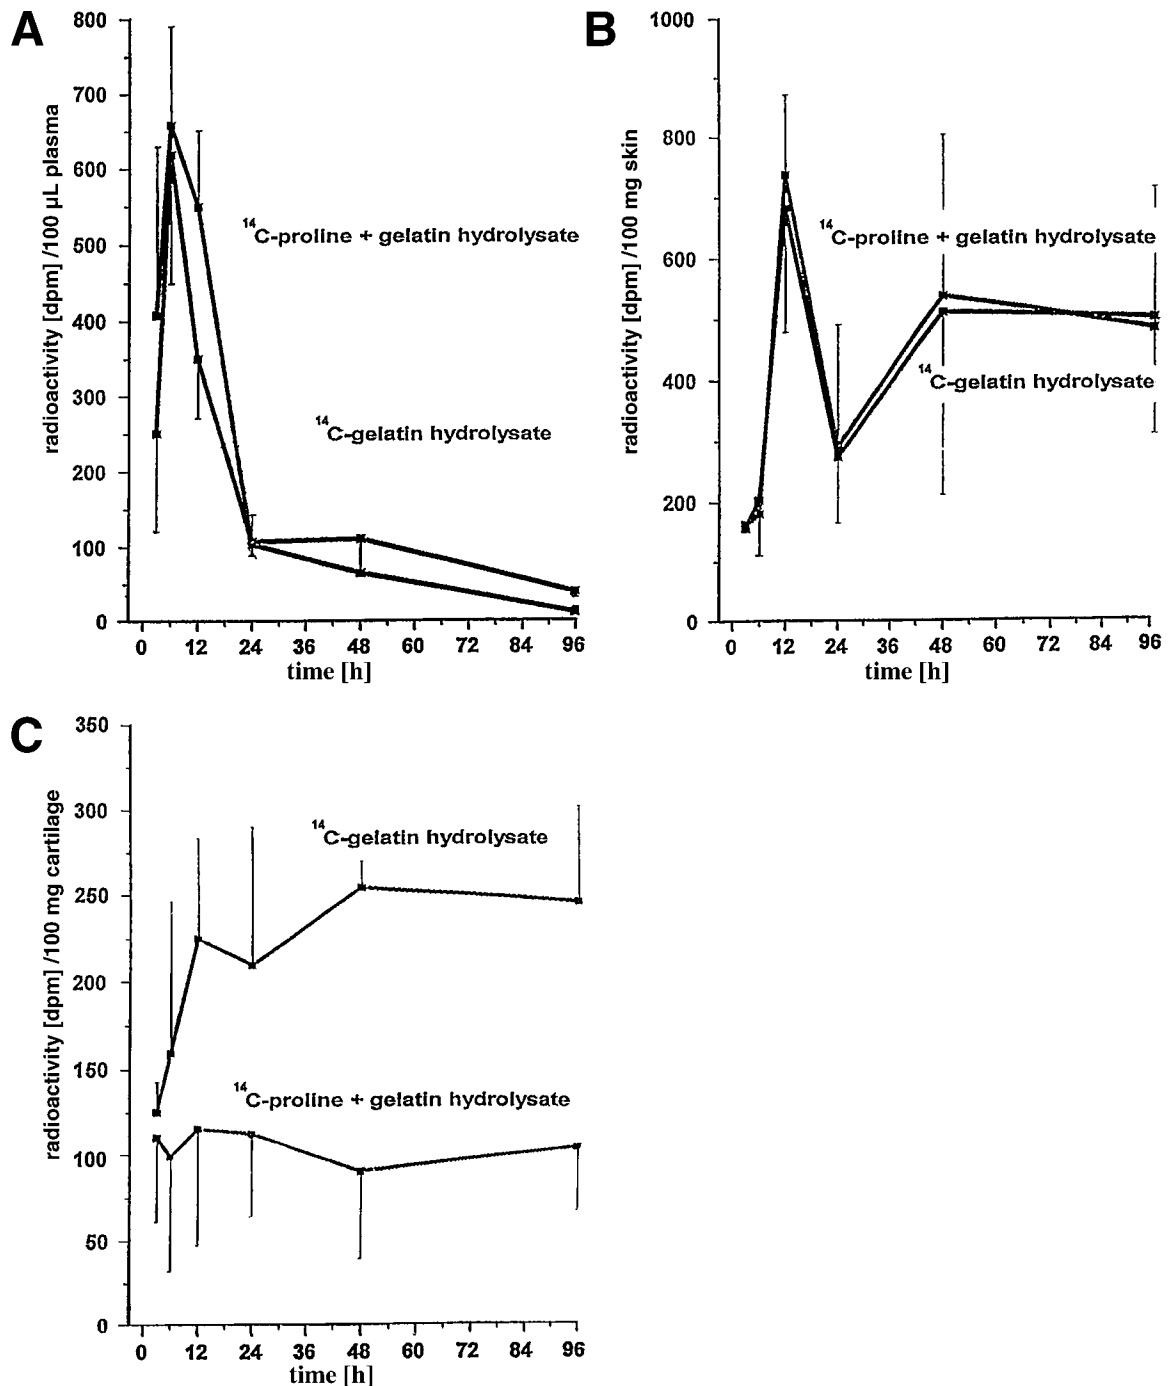 A
800
700
600
500
400
300
200
100
0
radioactivity [dpm] /100 µL plasma
¹⁴C-proline + gelatin hydrolysate
¹⁴C-gelatin hydrolysate
0 12 24 36 48 60 72 84 96
time [h]
B
1000
800
600
400
200
0
radioactivity [dpm] /100 mg skin
¹⁴C-proline + gelatin hydrolysate
¹⁴C-gelatin hydrolysate
0 12 24 36 48 60 72 84 96
time [h]
C
350
300
250
200
150
100
50
0
radioactivity [dpm] /100 mg cartilage
¹⁴C-gelatin hydrolysate
¹⁴C-proline + gelatin hydrolysate
0 12 24 36 48 60 72 84 96
time [h]